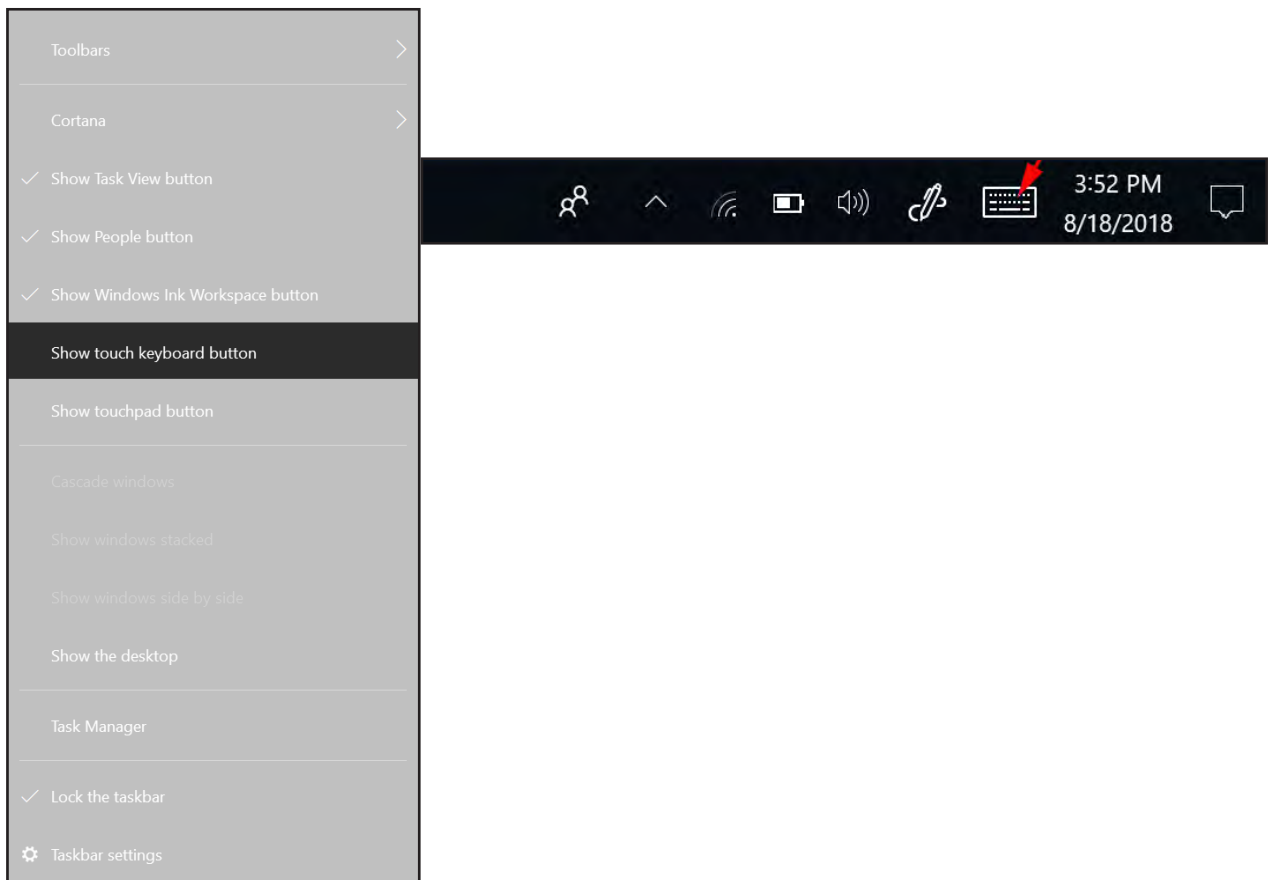 Toolbars
Cortana
Show Task View button
Show People button
Show Windows Ink Workspace button
Show touch keyboard button
Show touchpad button
Cascade windows
Show windows stacked
Show windows side by side
Show the desktop
Task Manager
Lock the taskbar
Taskbar settings
3:52 PM
8/18/2018